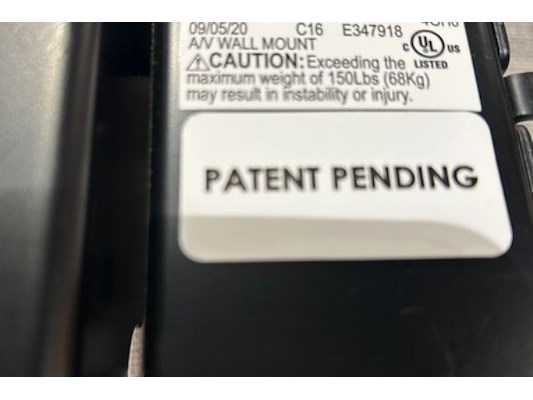 09/05/20 C16 E347918
A/V WALL MOUNT C UL US
⚠CAUTION: Exceeding the LISTED
maximum weight of 150Lbs (68Kg)
may result in instability or injury.
PATENT PENDING